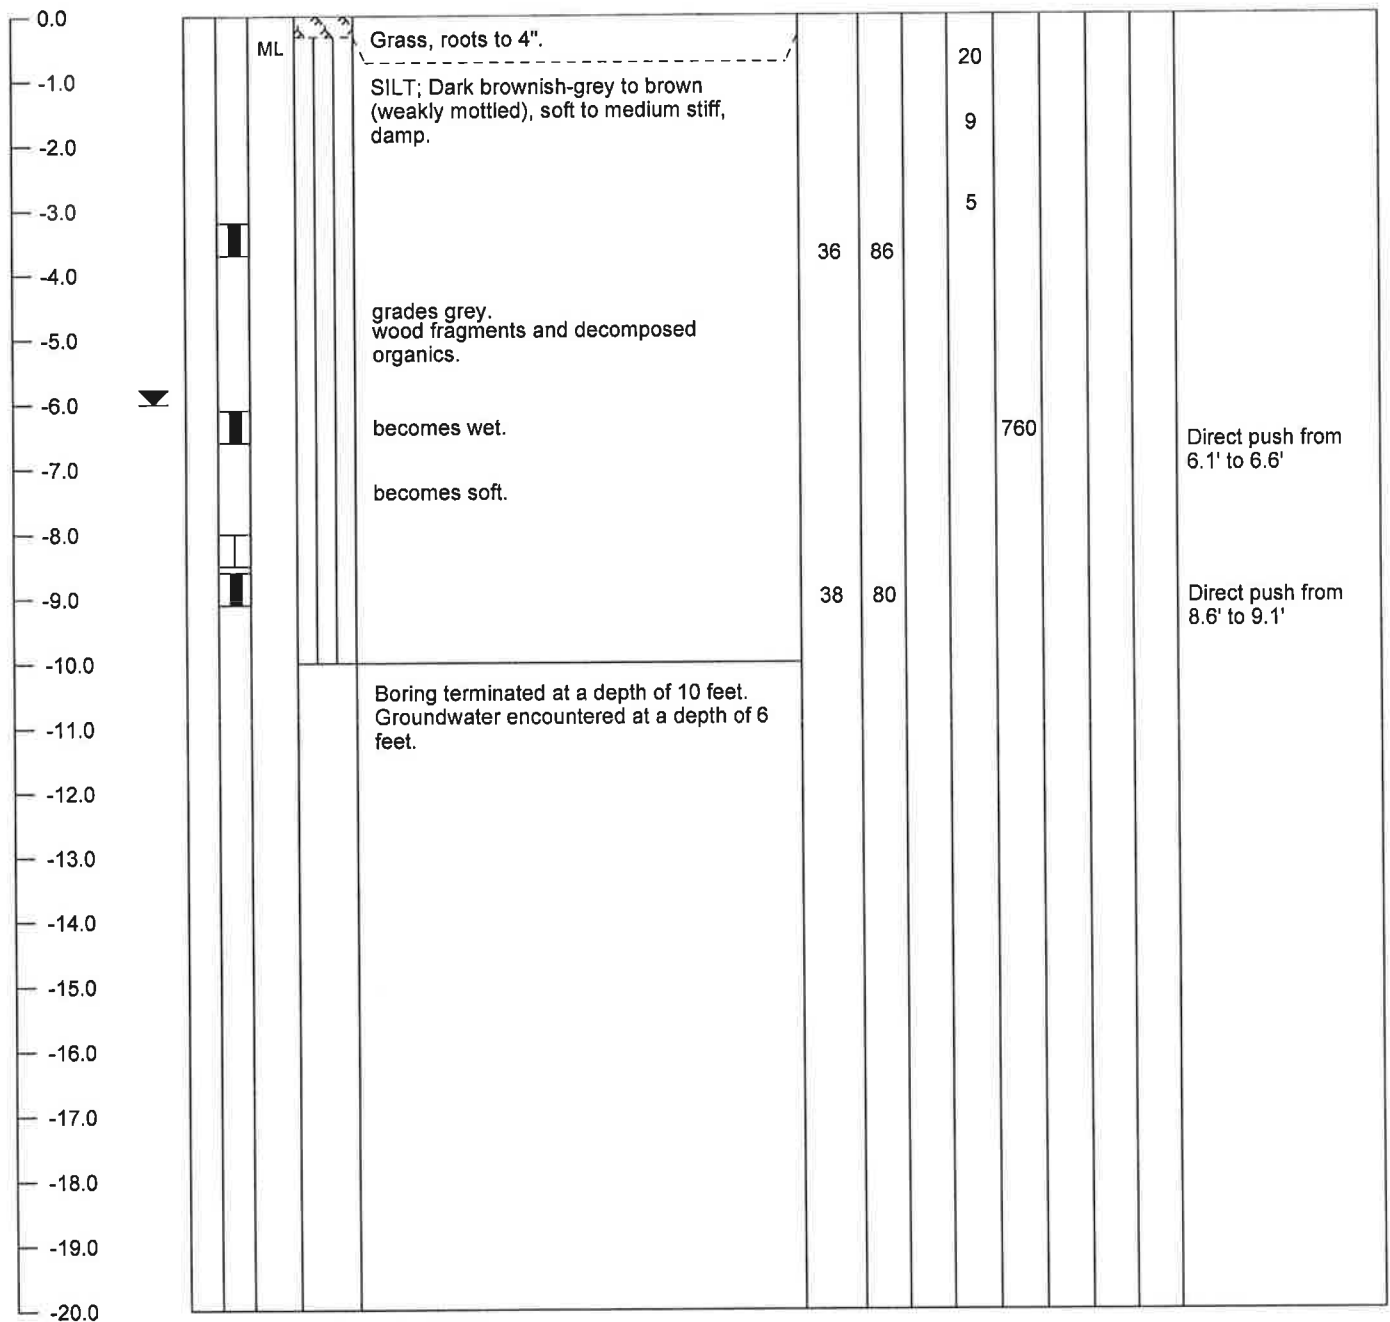 0.0
ML
Grass, roots to 4".
20
-1.0
SILT; Dark brownish-grey to brown
(weakly mottled), soft to medium stiff,
damp.
9
-2.0
5
-3.0
36 86
-4.0
grades grey.
wood fragments and decomposed
organics.
-5.0
-6.0
becomes wet.
760
Direct push from
6.1' to 6.6'
-7.0
becomes soft.
-8.0
38 80
Direct push from
8.6' to 9.1'
-9.0
-10.0
Boring terminated at a depth of 10 feet.
Groundwater encountered at a depth of 6
feet.
-11.0
-12.0
-13.0
-14.0
-15.0
-16.0
-17.0
-18.0
-19.0
-20.0